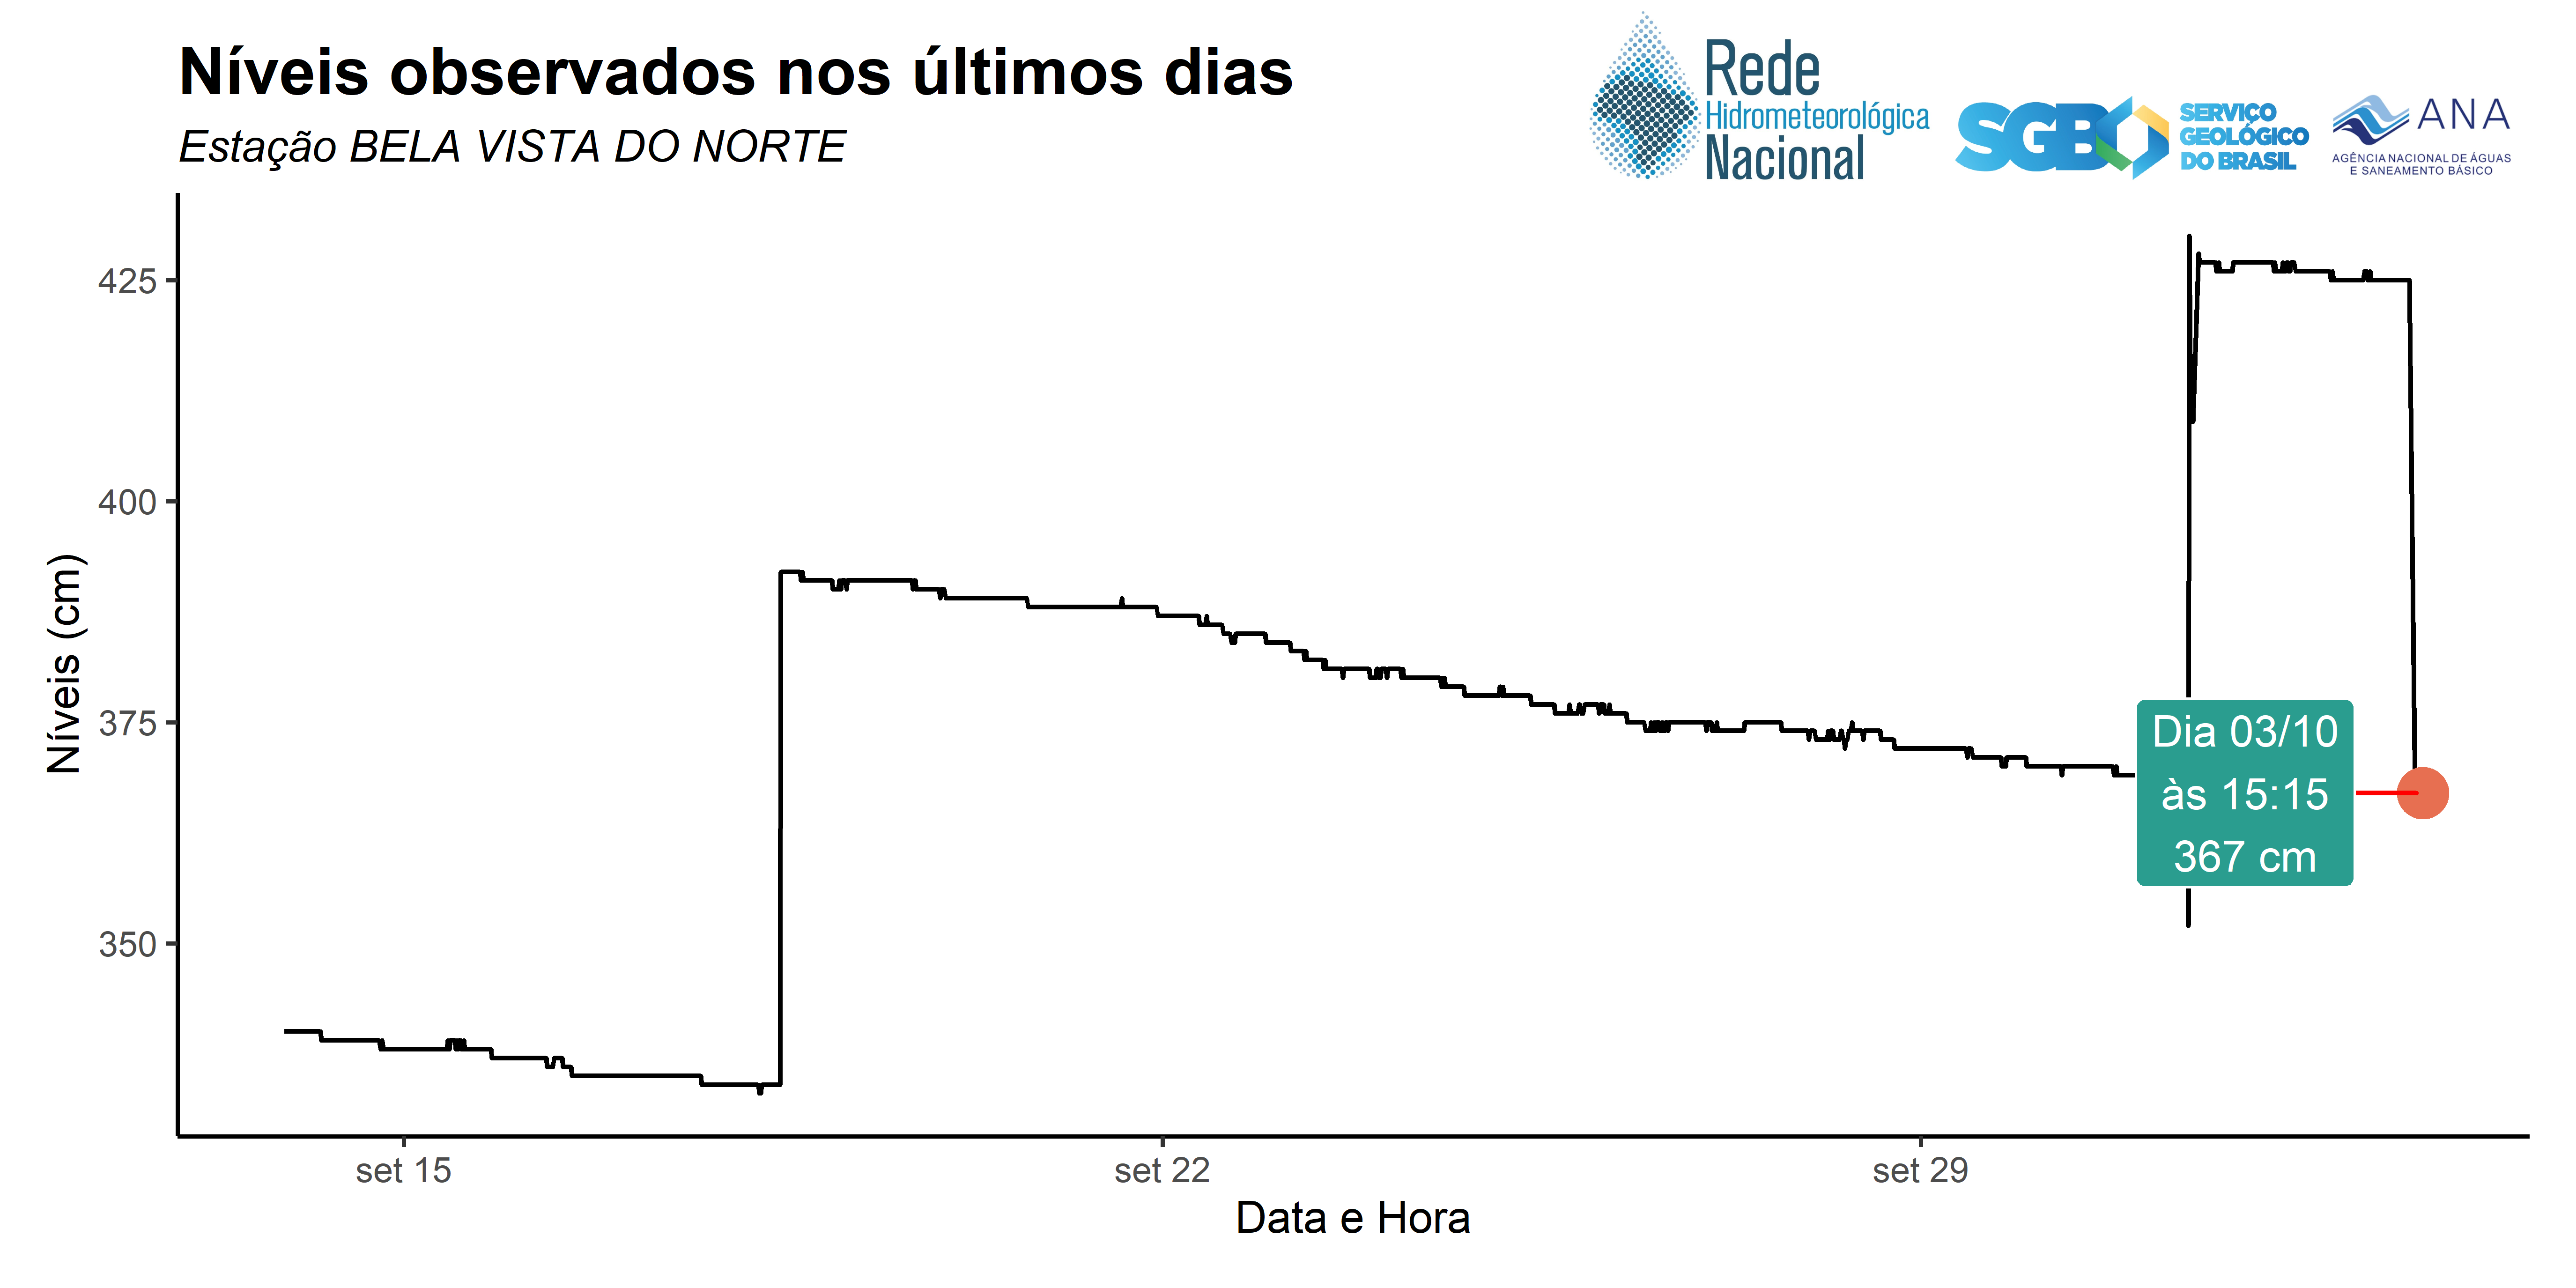 Níveis observados nos últimos dias
Estação BELA VISTA DO NORTE
Rede
Hidrometeorológica
Nacional
SGB
SERVIÇO
GEOLÓGICO
DO BRASIL
ANA
AGÊNCIA NACIONAL DE ÁGUAS
E SANEAMENTO BÁSICO
Níveis (cm)
425
400
375
350
Dia 03/10
às 15:15
367 cm
set 15
set 22
set 29
Data e Hora